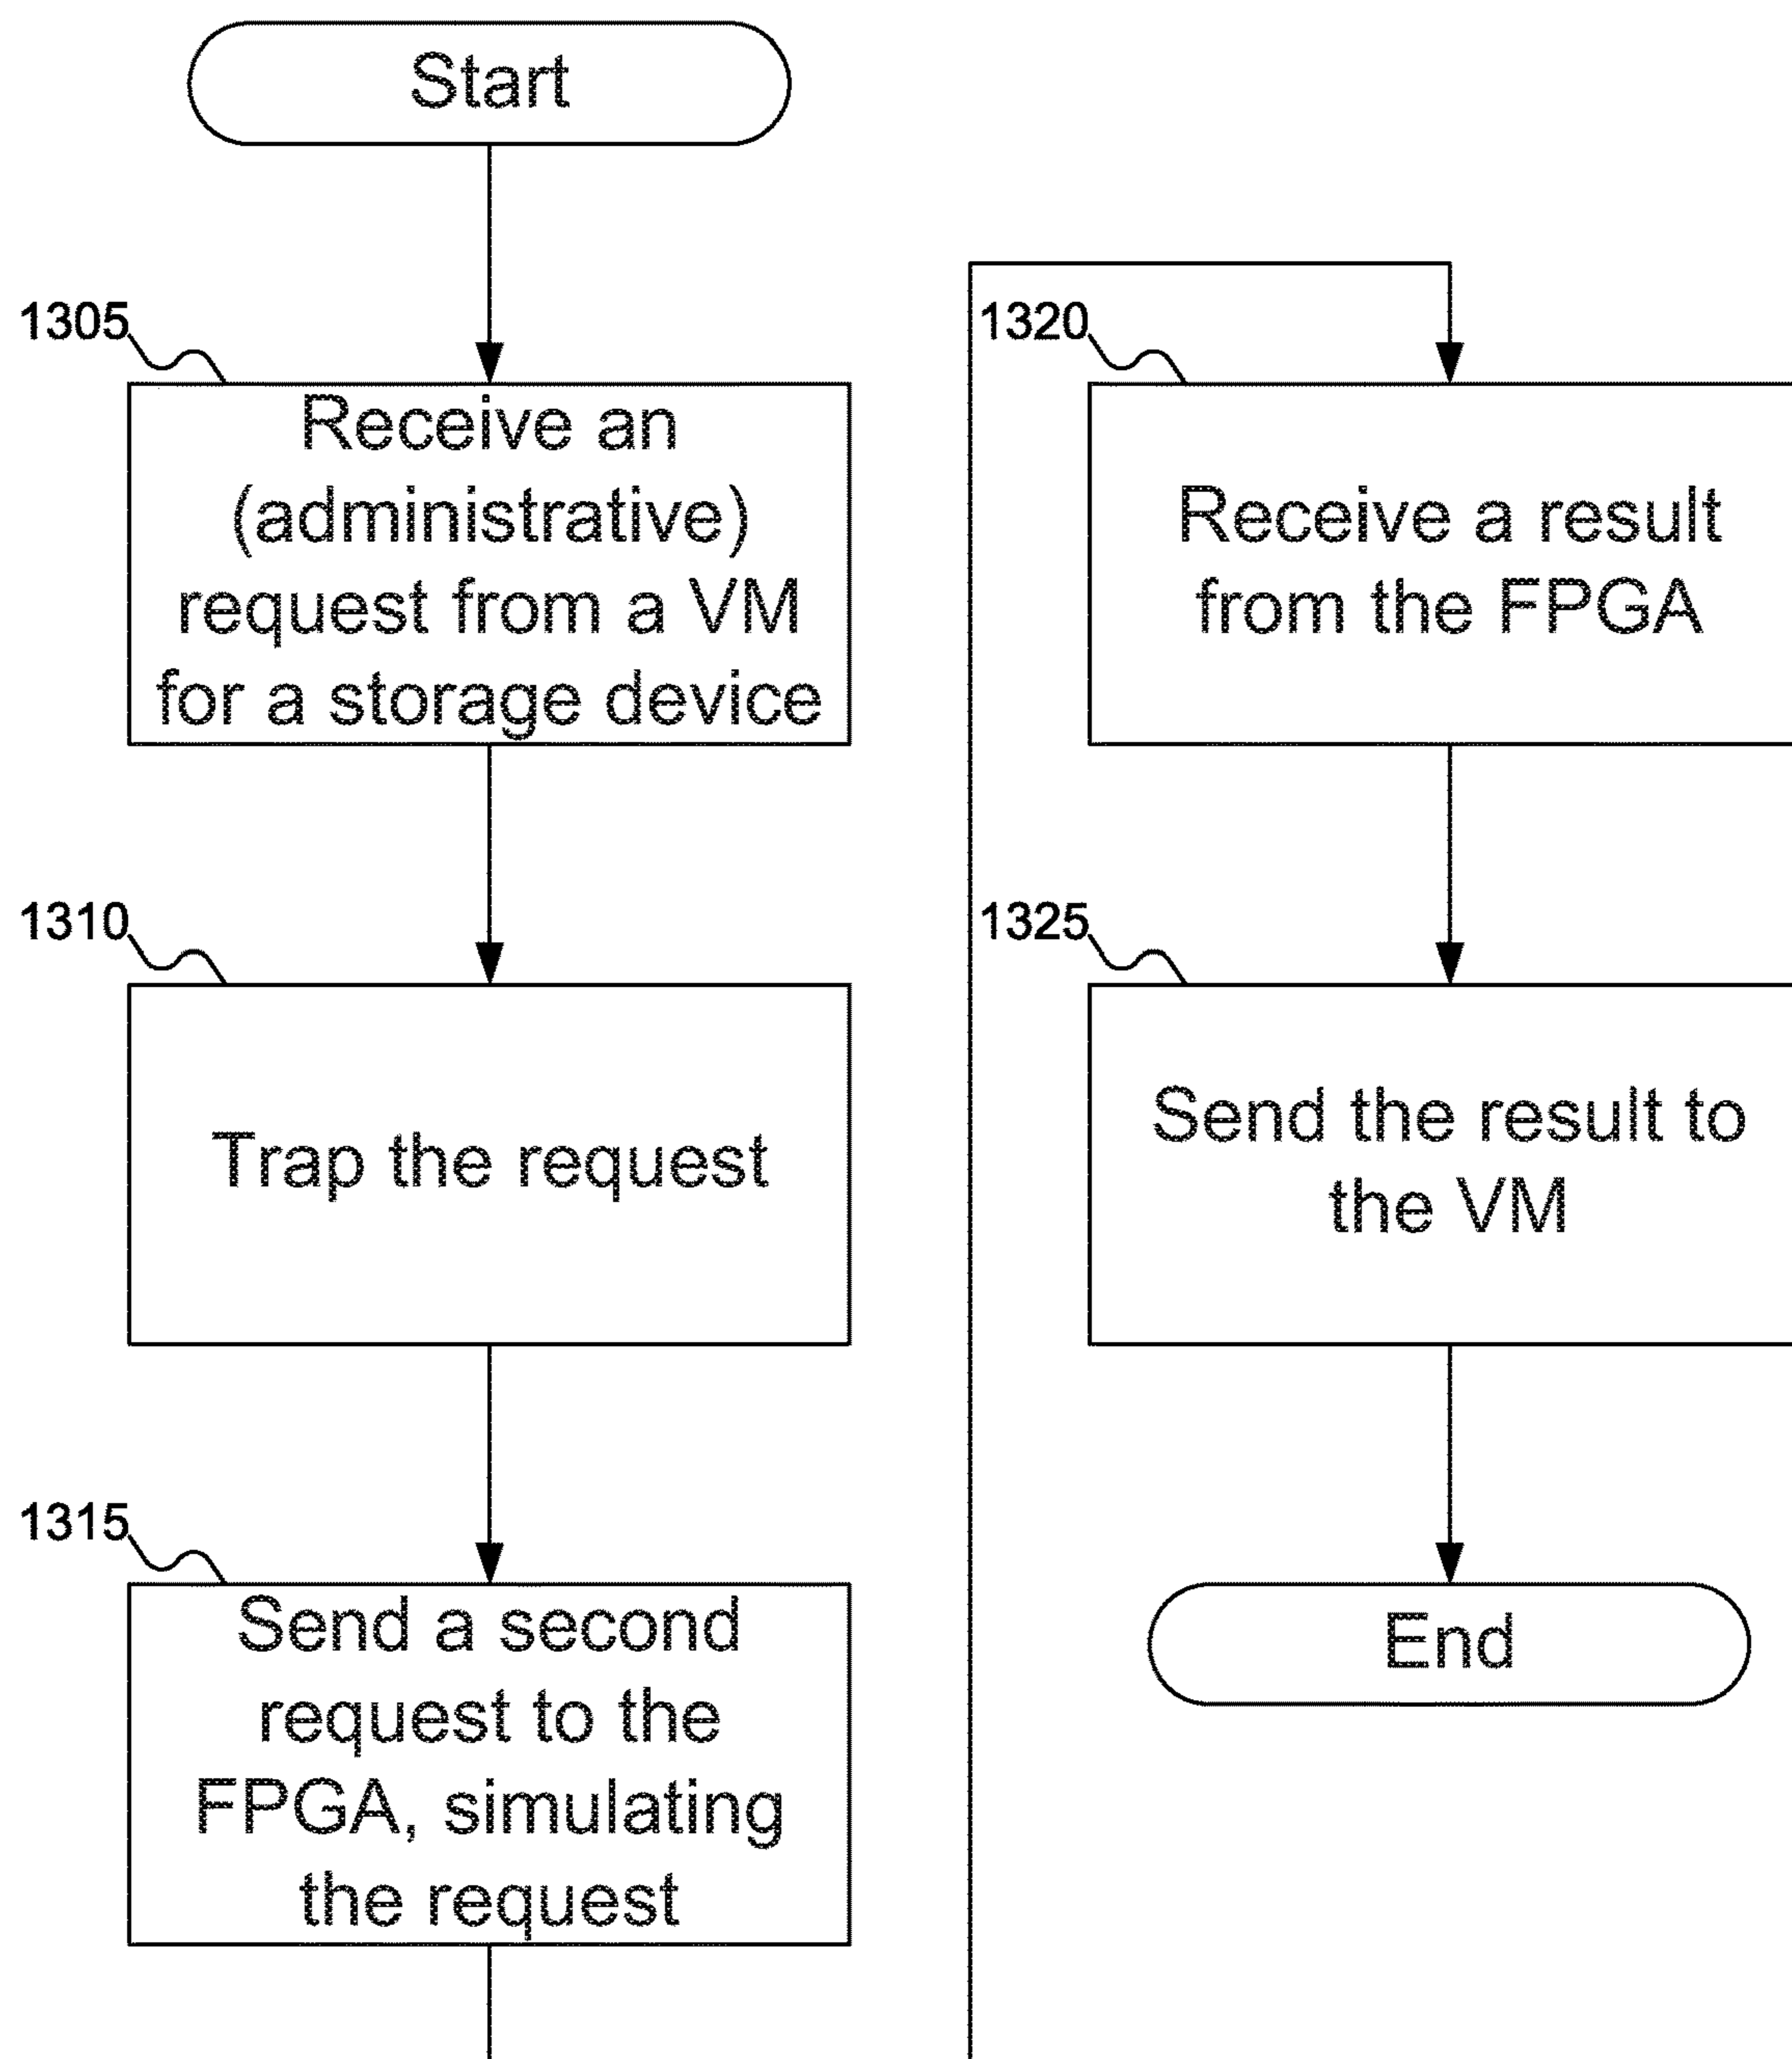 Start
1305
Receive an
(administrative)
request from a VM
for a storage device
1310
Trap the request
1315
Send a second
request to the
FPGA, simulating
the request
1320
Receive a result
from the FPGA
1325
Send the result to
the VM
End